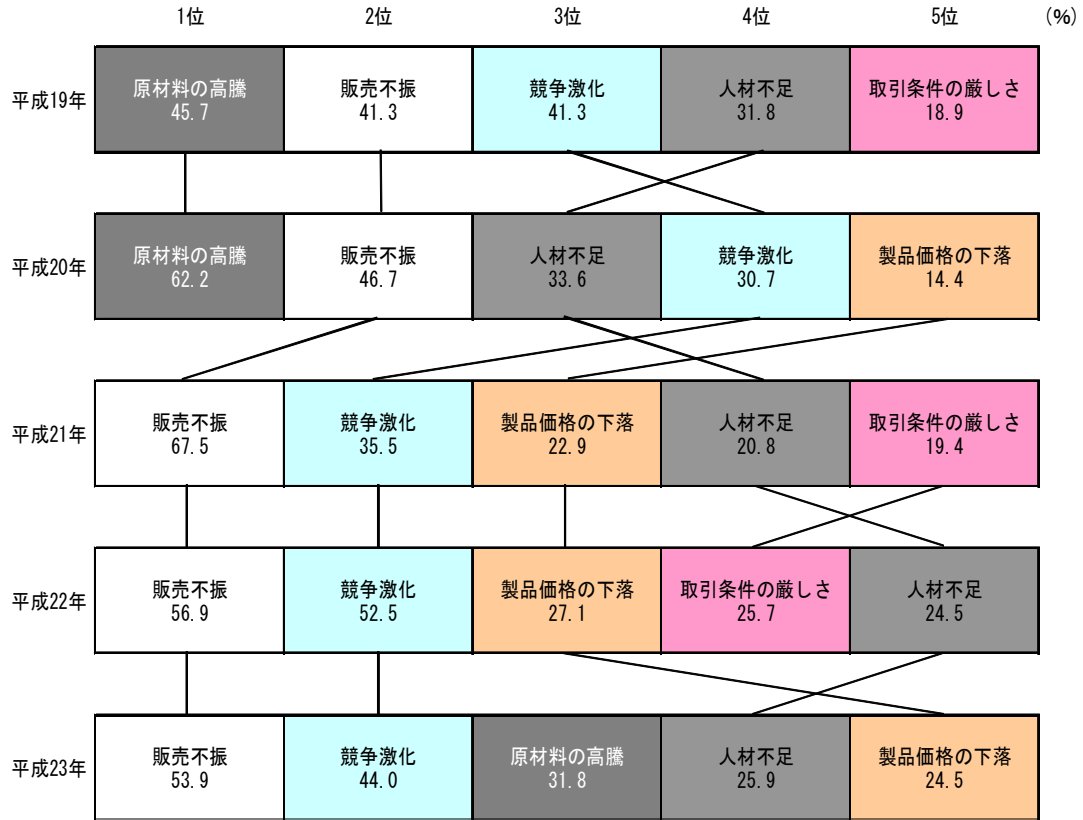 1位 2位 3位 4位 5位 (%)
平成19年
原材料の高騰 販売不振 競争激化 人材不足 取引条件の厳しさ
45.7 41.3 41.3 31.8 18.9
平成20年
原材料の高騰 販売不振 人材不足 競争激化 製品価格の下落
62.2 46.7 33.6 30.7 14.4
平成21年
販売不振 競争激化 製品価格の下落 人材不足 取引条件の厳しさ
67.5 35.5 22.9 20.8 19.4
平成22年
販売不振 競争激化 製品価格の下落 取引条件の厳しさ 人材不足
56.9 52.5 27.1 25.7 24.5
平成23年
販売不振 競争激化 原材料の高騰 人材不足 製品価格の下落
53.9 44.0 31.8 25.9 24.5